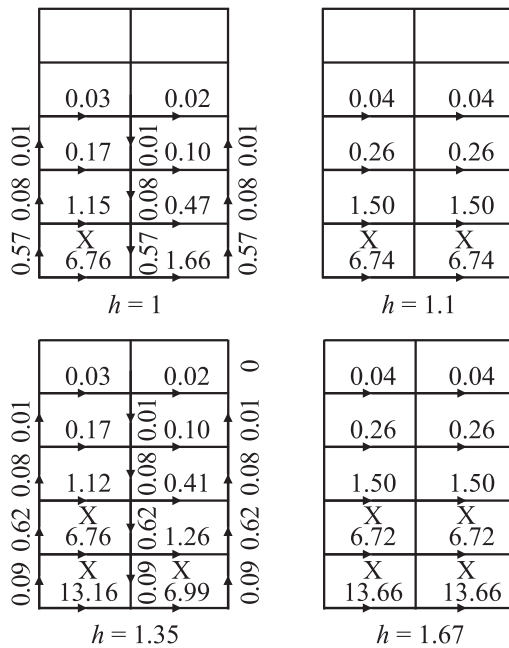 0.03 0.02
0.01 0.01 0.01
0.17 0.10
0.08 0.08 0.08
1.15 0.47
X
0.57 0.57 0.57
6.76 1.66
h = 1
0.04 0.04
0.26 0.26
1.50 1.50
X X
6.74 6.74
h = 1.1
0
0.03 0.02
0.01 0.01 0.01
0.17 0.10
0.08 0.08 0.08
1.12 0.41
X
0.62 0.62 0.62
6.76 1.26
X X
0.09 0.09 0.09
13.16 6.99
h = 1.35
0.04 0.04
0.26 0.26
1.50 1.50
X X
6.72 6.72
X X
13.66 13.66
h = 1.67